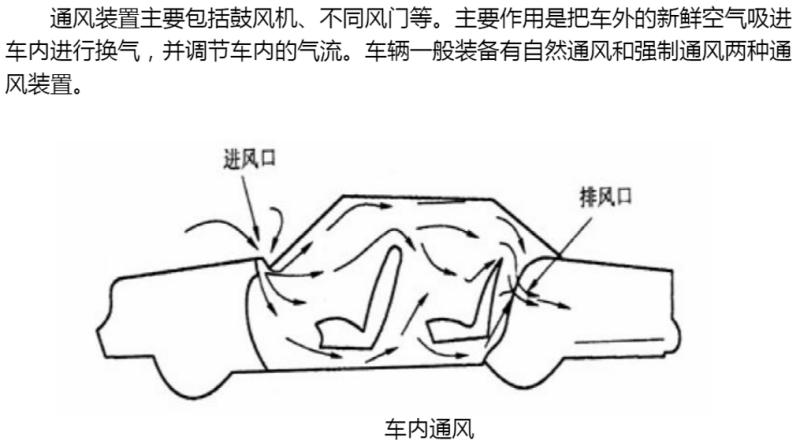 通风装置主要包括鼓风机、不同风门等。主要作用是把车外的新鲜空气吸进
车内进行换气，并调节车内的气流。车辆一般装备有自然通风和强制通风两种通
风装置。
进风口
排风口
车内通风